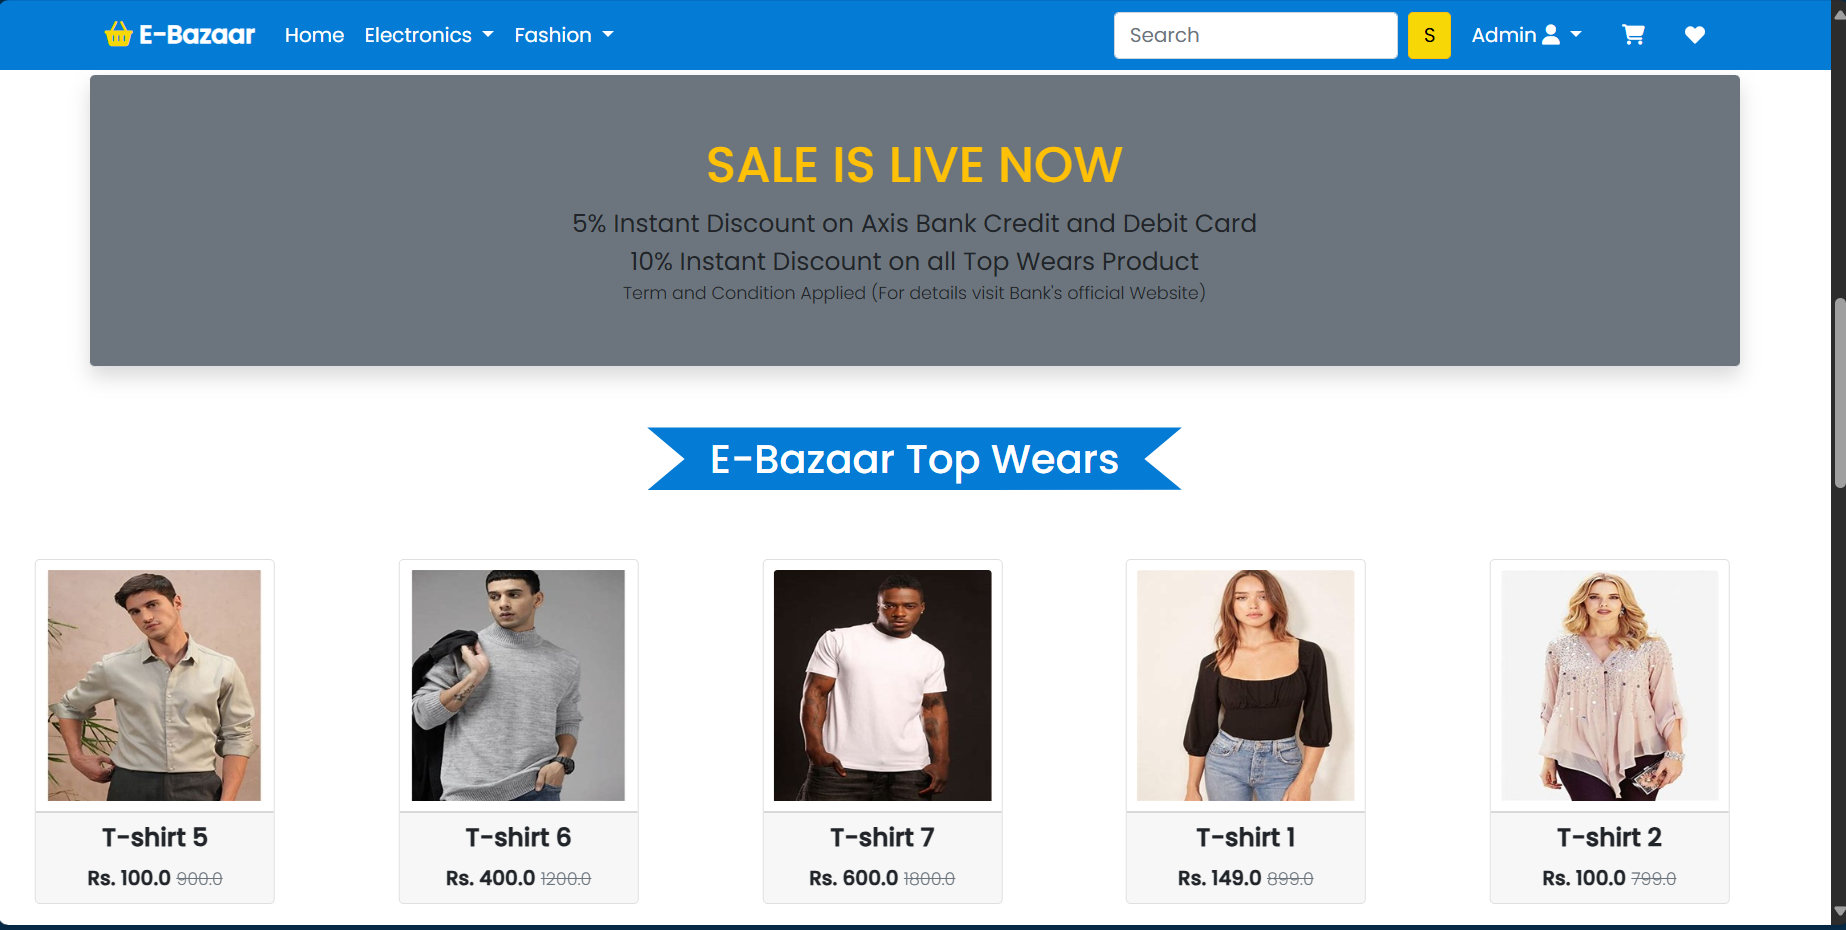 E-Bazaar Home Electronics Fashion Search S Admin
SALE IS LIVE NOW
5% Instant Discount on Axis Bank Credit and Debit Card
10% Instant Discount on all Top Wears Product
Term and Condition Applied (For details visit Bank's official Website)
E-Bazaar Top Wears
T-shirt 5
Rs. 100.0 900.0
T-shirt 6
Rs. 400.0 1200.0
T-shirt 7
Rs. 600.0 1800.0
T-shirt 1
Rs. 149.0 899.0
T-shirt 2
Rs. 100.0 799.0